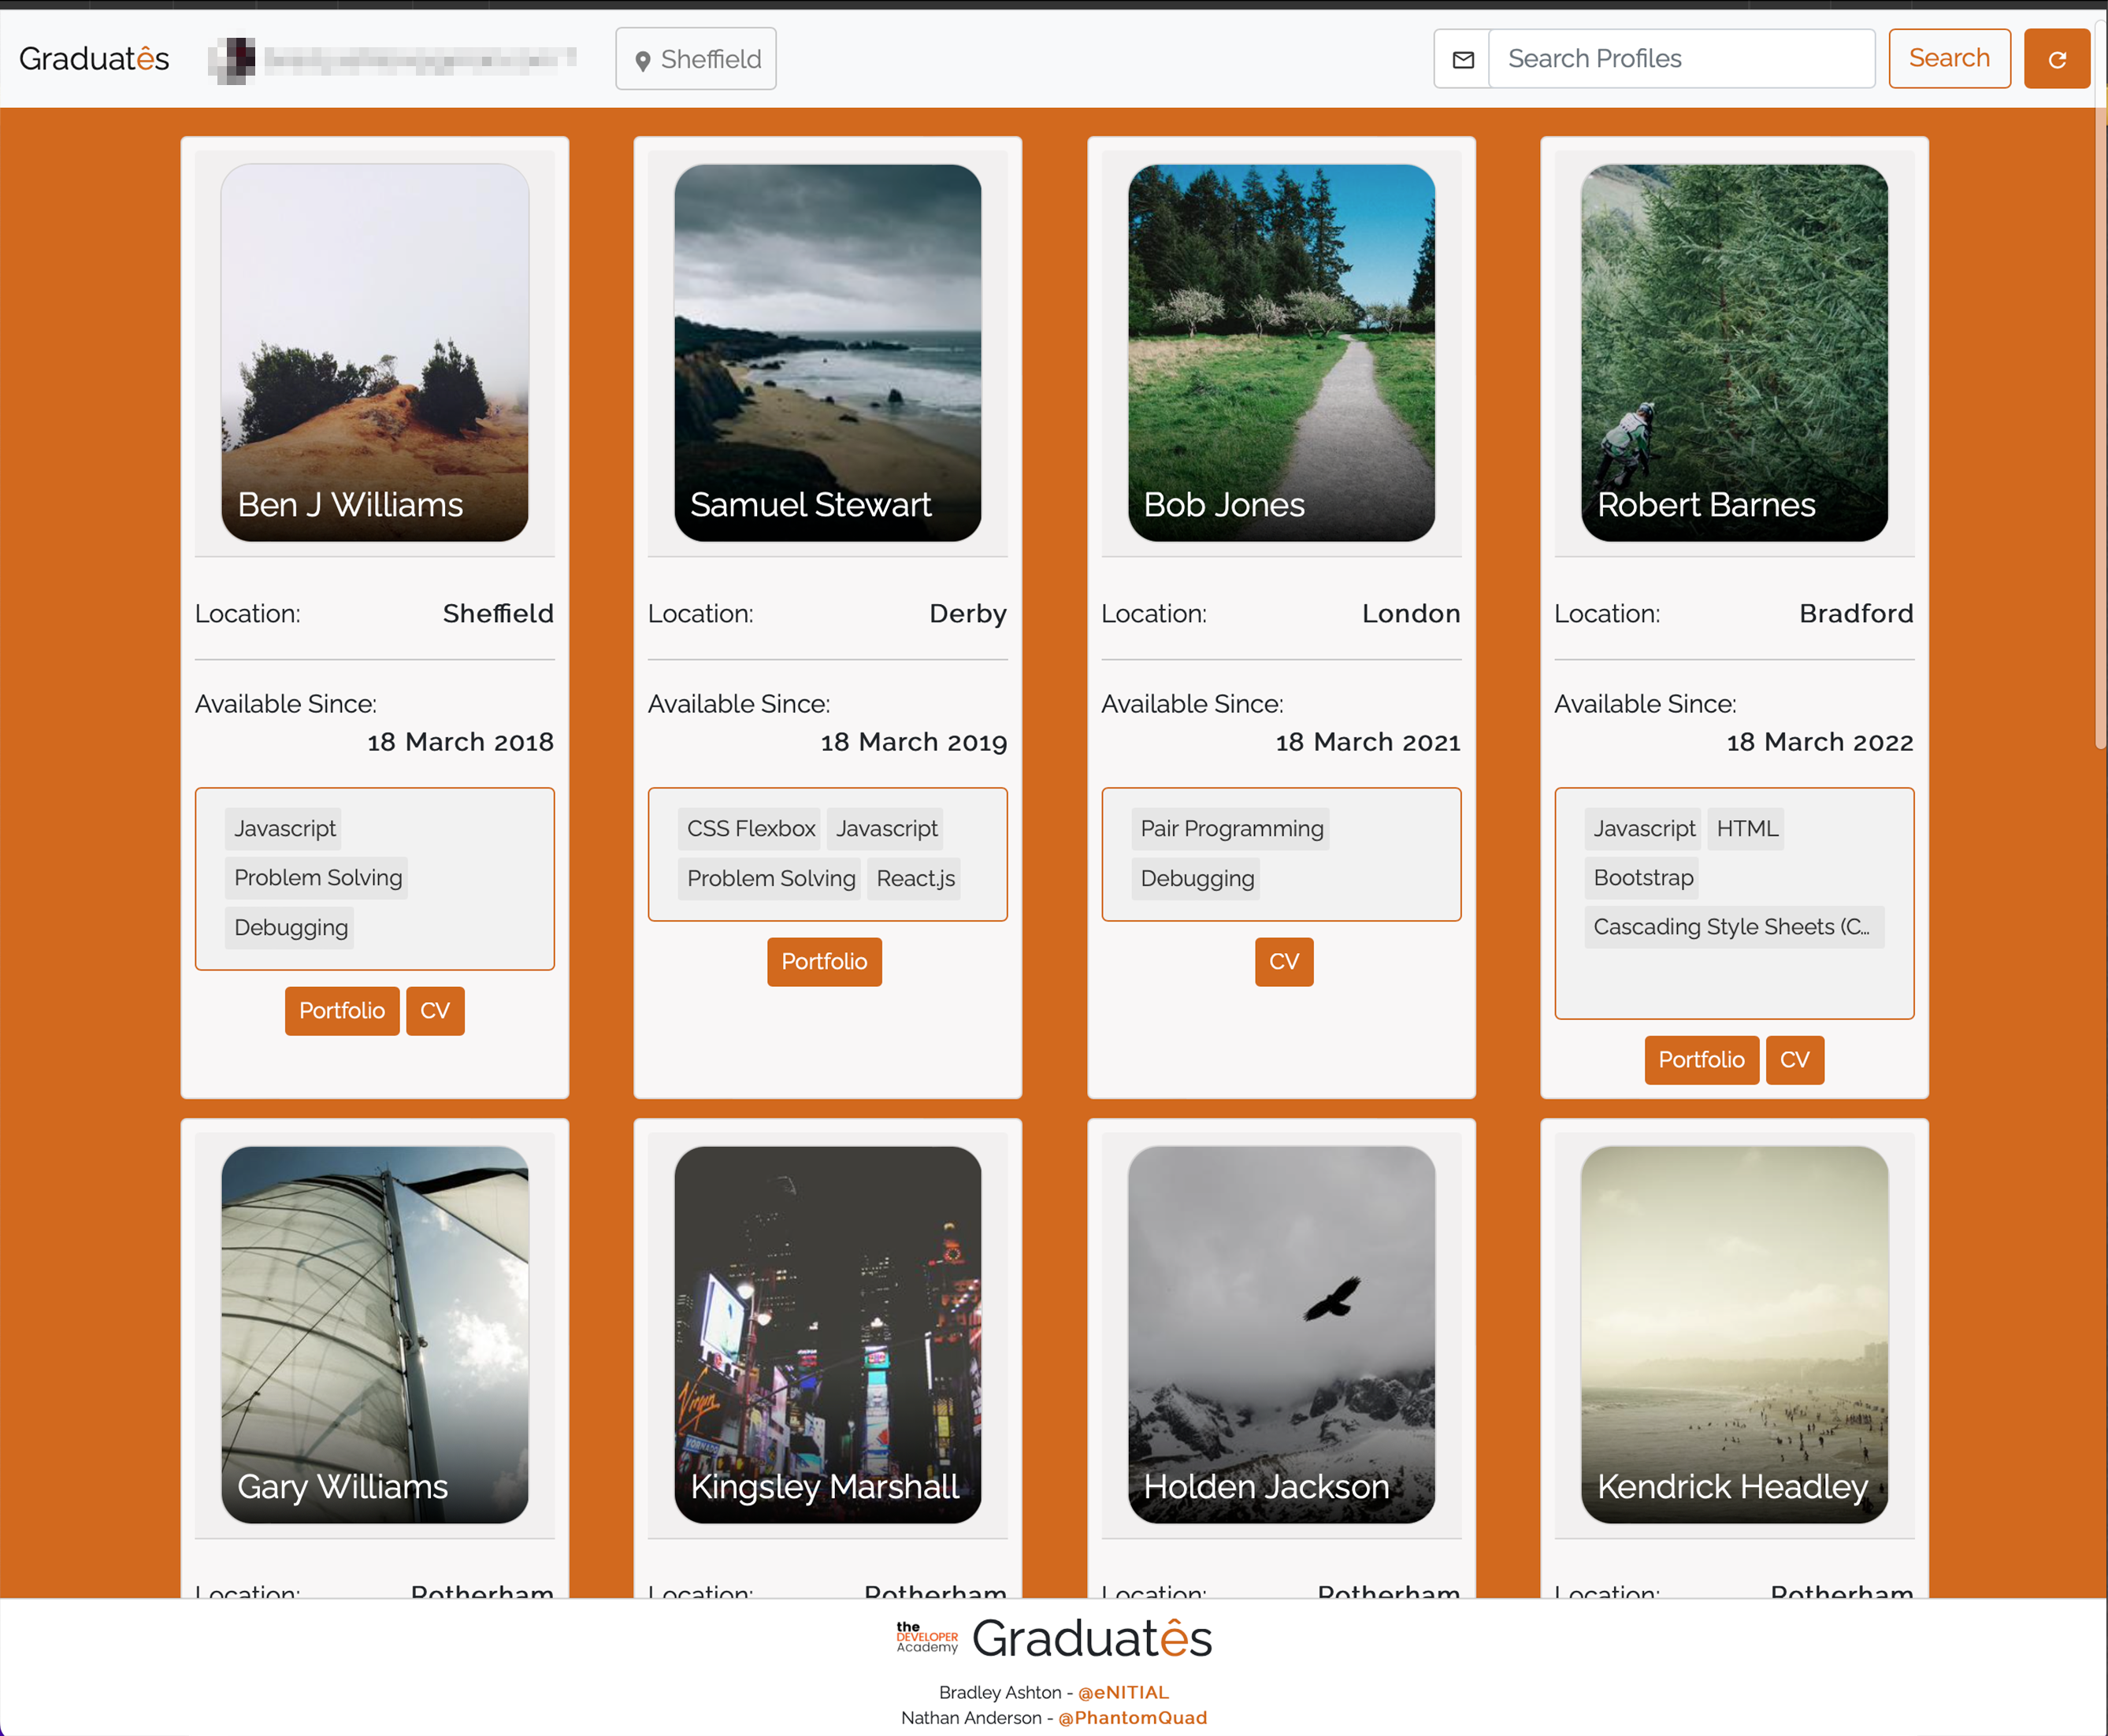 Graduatês
Sheffield
Search Profiles
Search
Ben J Williams
Samuel Stewart
Bob Jones
Robert Barnes
Location: Sheffield
Location: Derby
Location: London
Location: Bradford
Available Since:
18 March 2018
Available Since:
18 March 2019
Available Since:
18 March 2021
Available Since:
18 March 2022
Javascript
Problem Solving
Debugging
Portfolio CV
CSS Flexbox Javascript
Problem Solving React.js
Portfolio
Pair Programming
Debugging
CV
Javascript HTML
Bootstrap
Cascading Style Sheets (C...
Portfolio CV
Virgin
VORNADO
Gary Williams
Kingsley Marshall
Holden Jackson
Kendrick Headley
Location: Rotherham
Location: Rotherham
Location: Rotherham
Location: Rotherham
the
DEVELOPER
Academy
Graduatês
Bradley Ashton - @eNITIAL
Nathan Anderson - @PhantomQuad